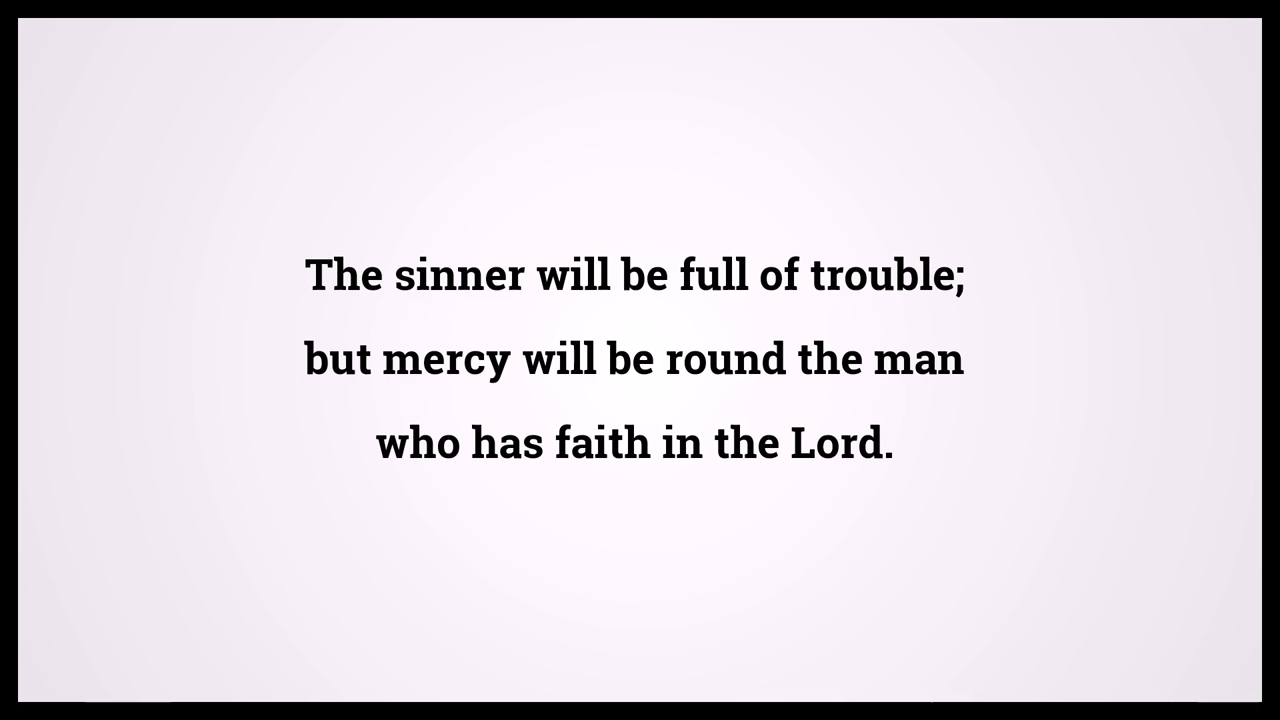 The sinner will be full of trouble;
but mercy will be round the man
who has faith in the Lord.